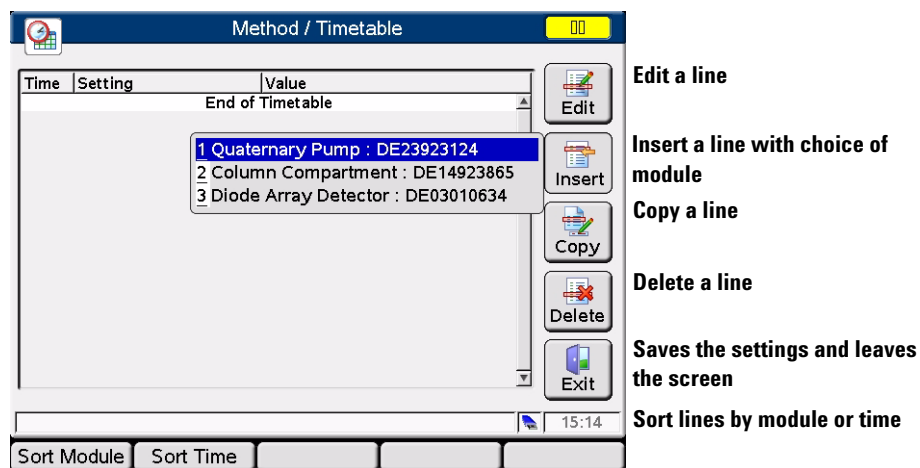 Method / Timetable
Time Setting Value
End of Timetable
1 Quaternary Pump : DE23923124
2 Column Compartment : DE14923865
3 Diode Array Detector : DE03010634
Edit
Insert
Copy
Delete
Exit
15:14
Sort Module Sort Time
Edit a line
Insert a line with choice of
module
Copy a line
Delete a line
Saves the settings and leaves
the screen
Sort lines by module or time